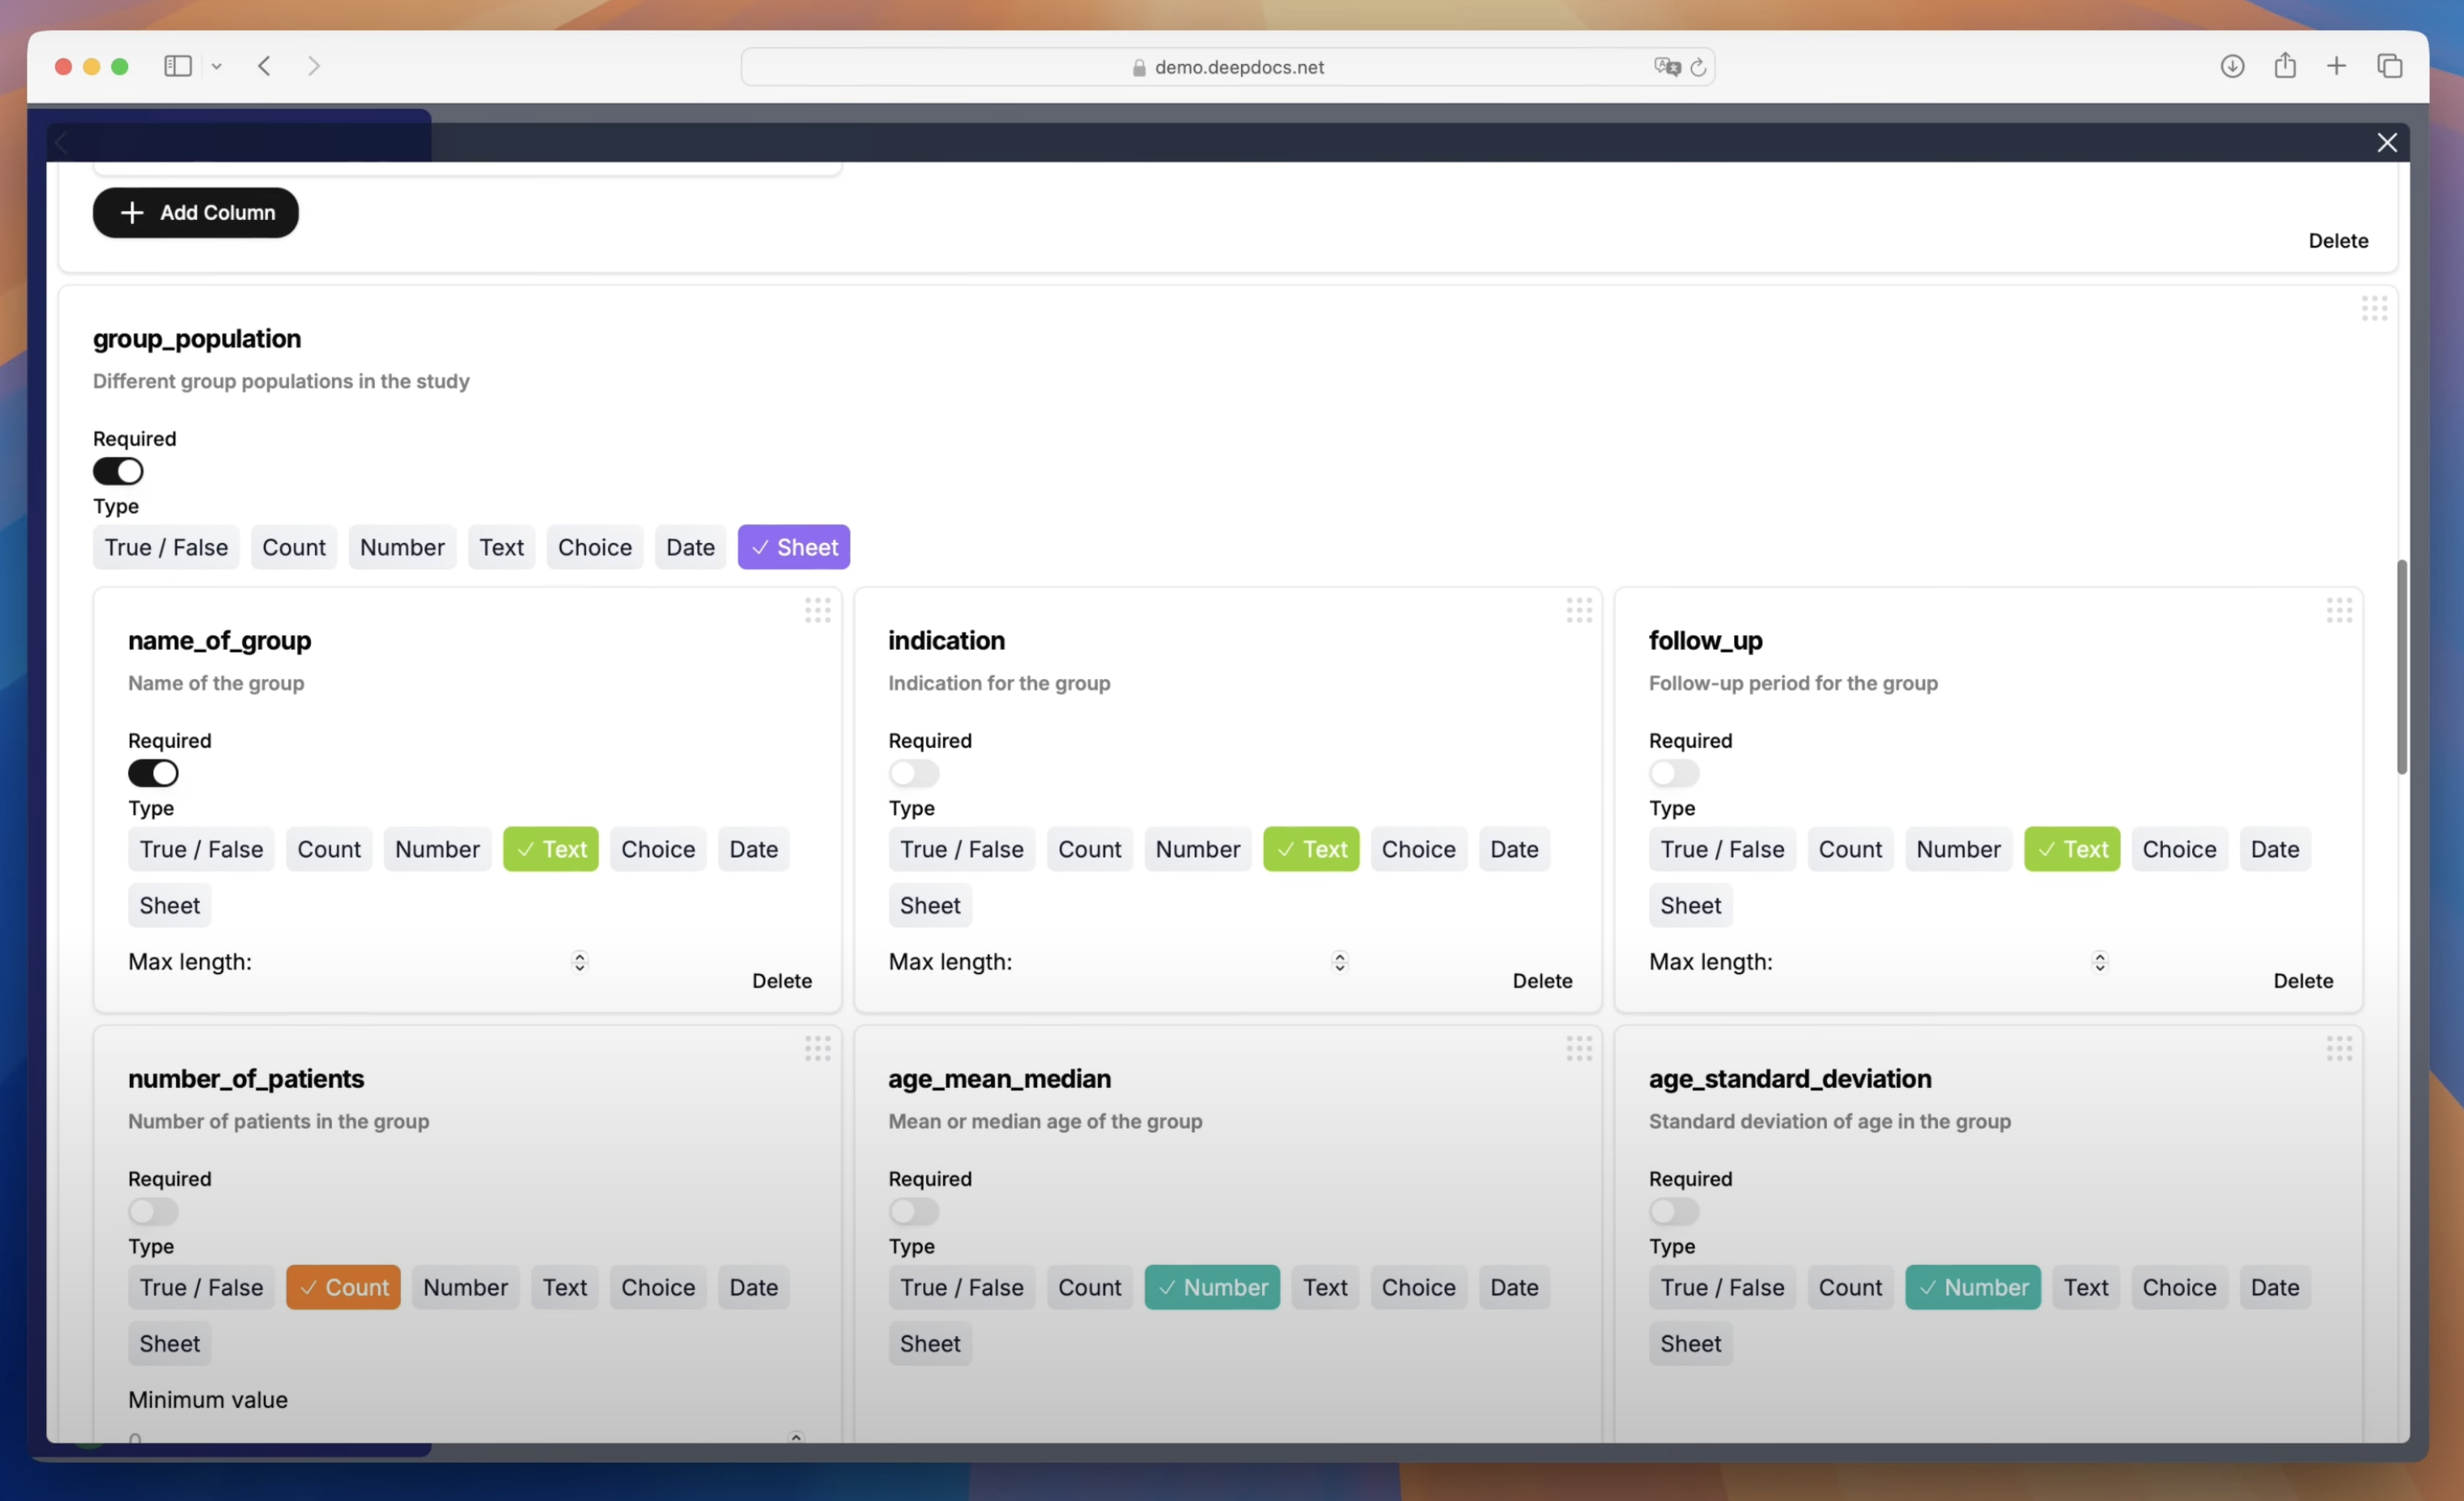 demo.deepdocs.net
Add Column
Delete
group_population
Different group populations in the study
Required
Type
True / False Count Number Text Choice Date Sheet
name_of_group
Name of the group
Required
Type
True / False Count Number Text Choice Date
Sheet
Max length:
Delete
indication
Indication for the group
Required
Type
True / False Count Number Text Choice Date
Sheet
Max length:
Delete
follow_up
Follow-up period for the group
Required
Type
True / False Count Number Text Choice Date
Sheet
Max length:
Delete
number_of_patients
Number of patients in the group
Required
Type
True / False Count Number Text Choice Date
Sheet
Minimum value
age_mean_median
Mean or median age of the group
Required
Type
True / False Count Number Text Choice Date
Sheet
age_standard_deviation
Standard deviation of age in the group
Required
Type
True / False Count Number Text Choice Date
Sheet